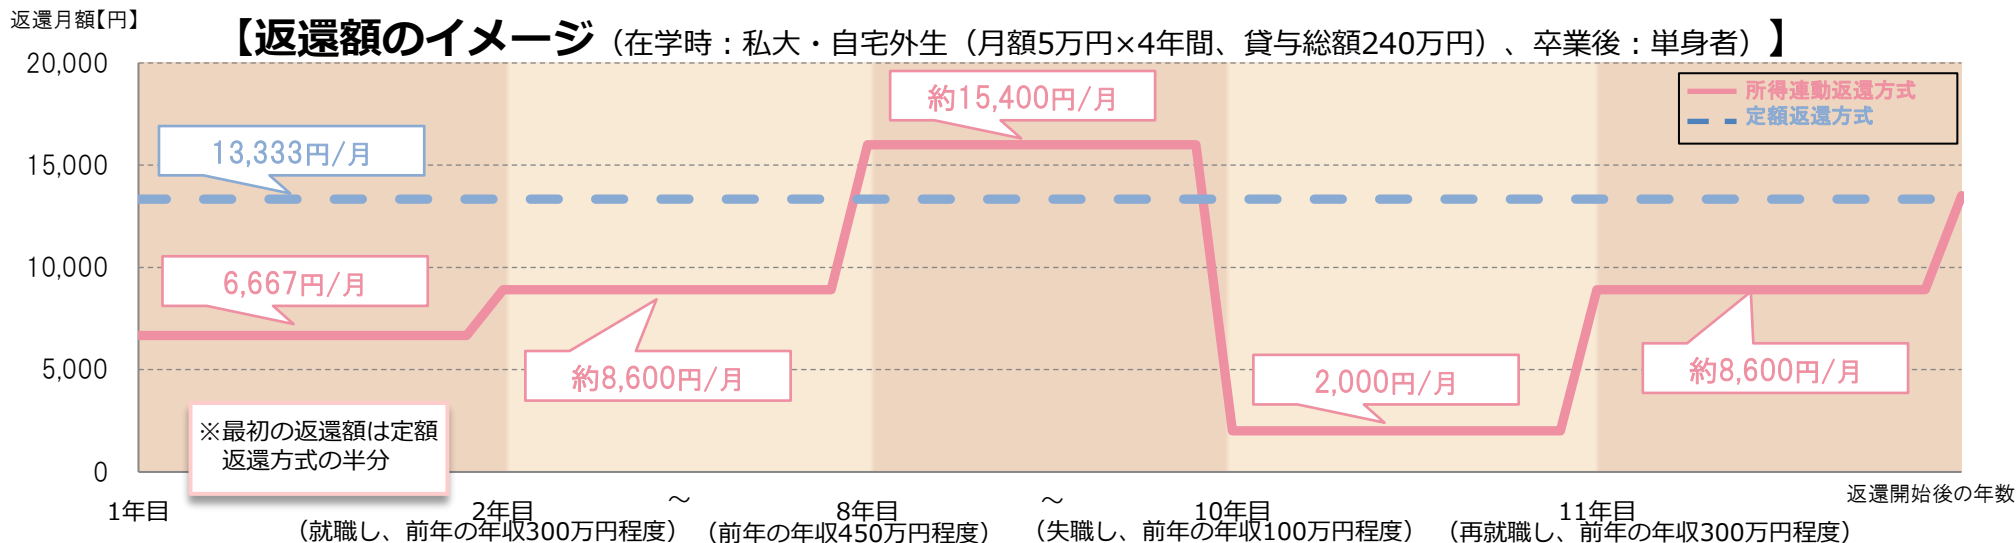 返還月額【円】
【返還額のイメージ（在学時：私大・自宅外生（月額5万円×4年間、貸与総額240万円）、卒業後：単身者）】
20,000
15,000
10,000
5,000
0
所得連動返還方式
定額返還方式
約15,400円/月
13,333円/月
6,667円/月
約8,600円/月
2,000円/月
約8,600円/月
※最初の返還額は定額
返還方式の半分
返還開始後の年数
1年目 2年目 ～ 8年目 ～ 10年目 11年目
（就職し、前年の年収300万円程度） （前年の年収450万円程度） （失職し、前年の年収100万円程度） （再就職し、前年の年収300万円程度）